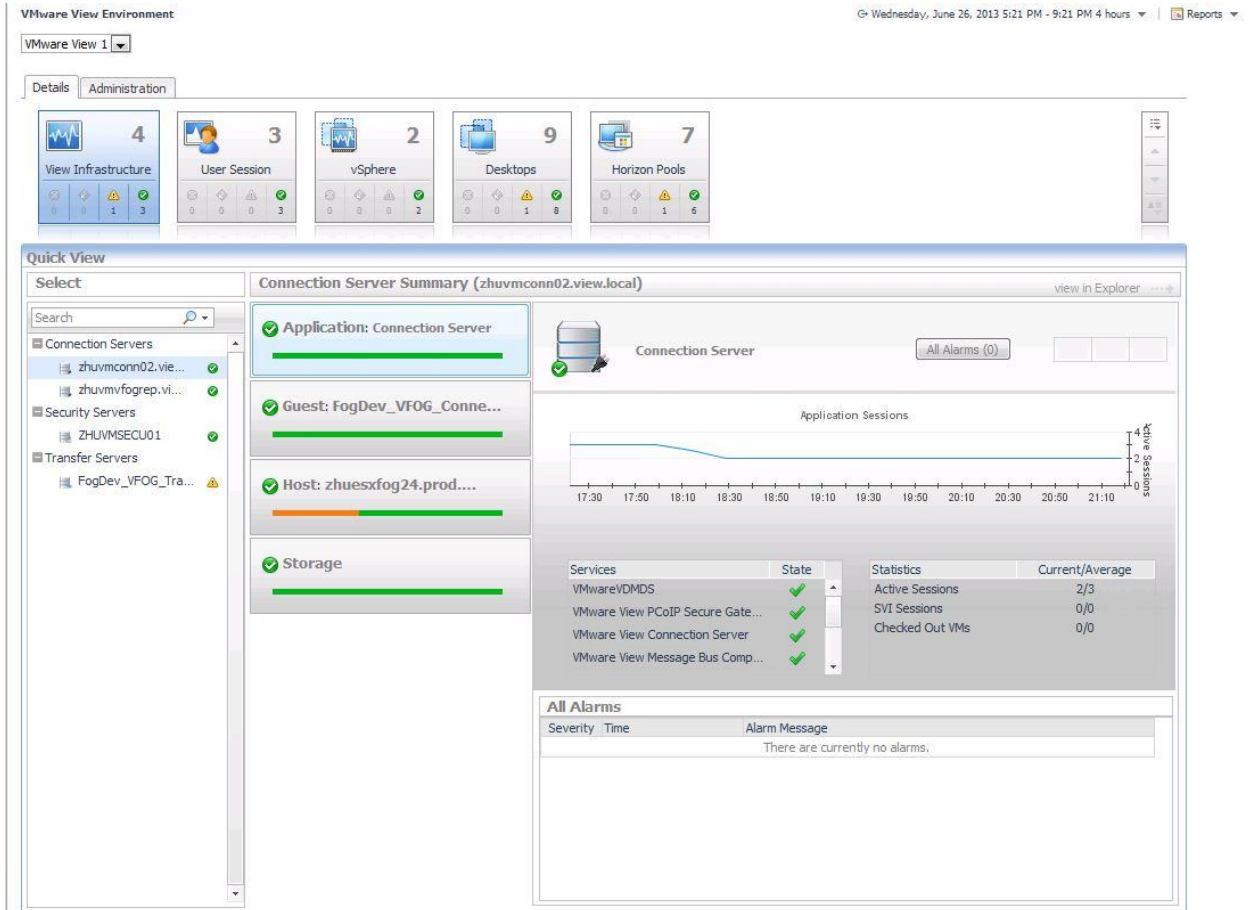 VMware View Environment
Wednesday, June 26, 2013 5:21 PM - 9:21 PM 4 hours | Reports
VMware View 1
Details Administration
4 3 2 9 7
View Infrastructure User Session vSphere Desktops Horizon Pools
0 0 1 3 0 0 0 3 0 0 0 2 0 0 1 8 0 0 1 6
Quick View
Select
Connection Server Summary (zhuvmconn02.view.local)
view in Explorer
Search
Connection Servers
zhuvmconn02.vie...
zhuvmvfogrep.vi...
Security Servers
ZHUVMSECU01
Transfer Servers
FogDev_VFOG_Tra...
Application: Connection Server
Guest: FogDev_VFOG_Conne...
Host: zhuesxfog24.prod....
Storage
Connection Server
All Alarms (0)
Application Sessions
4
2
0
Active Sessions
17:30 17:50 18:10 18:30 18:50 19:10 19:30 19:50 20:10 20:30 20:50 21:10
Services State
VMwareVDMDS
VMware View PCoIP Secure Gate...
VMware View Connection Server
VMware View Message Bus Comp...
Statistics Current/Average
Active Sessions 2/3
SVI Sessions 0/0
Checked Out VMs 0/0
All Alarms
Severity Time Alarm Message
There are currently no alarms.